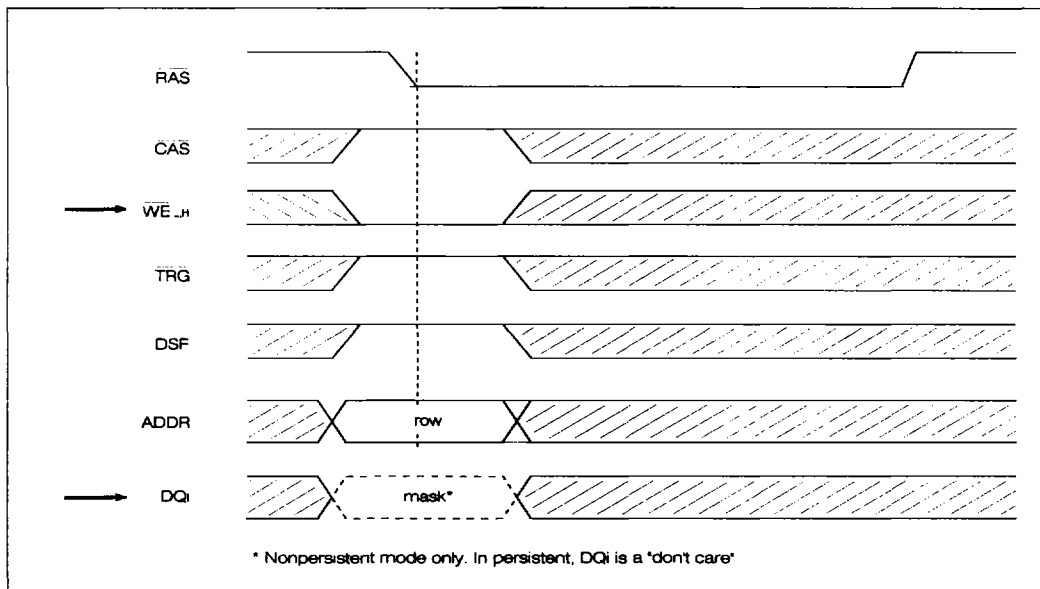 RAS
CAS
WE_H
TRG
DSF
ADDR
row
DQi
mask*
* Nonpersistent mode only. In persistent, DQi is a "don't care"